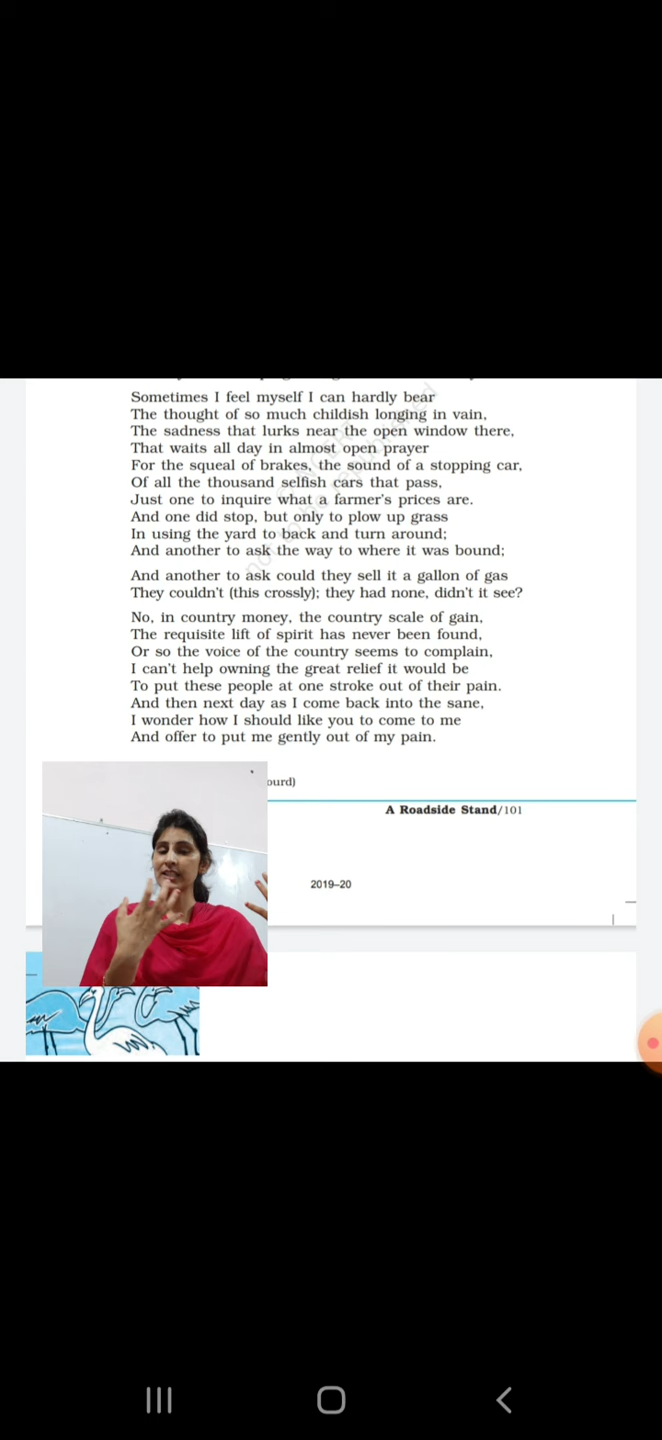 Sometimes I feel myself I can hardly bear
The thought of so much childish longing in vain,
The sadness that lurks near the open window there,
That waits all day in almost open prayer
For the squeal of brakes, the sound of a stopping car,
Of all the thousand selfish cars that pass,
Just one to inquire what a farmer's prices are.
And one did stop, but only to plow up grass
In using the yard to back and turn around;
And another to ask the way to where it was bound;
And another to ask could they sell it a gallon of gas
They couldn't (this crossly); they had none, didn't it see?
No, in country money, the country scale of gain,
The requisite lift of spirit has never been found,
Or so the voice of the country seems to complain,
I can't help owning the great relief it would be
To put these people at one stroke out of their pain.
And then next day as I come back into the sane,
I wonder how I should like you to come to me
And offer to put me gently out of my pain.
ourd)
A Roadside Stand/101
2019–20